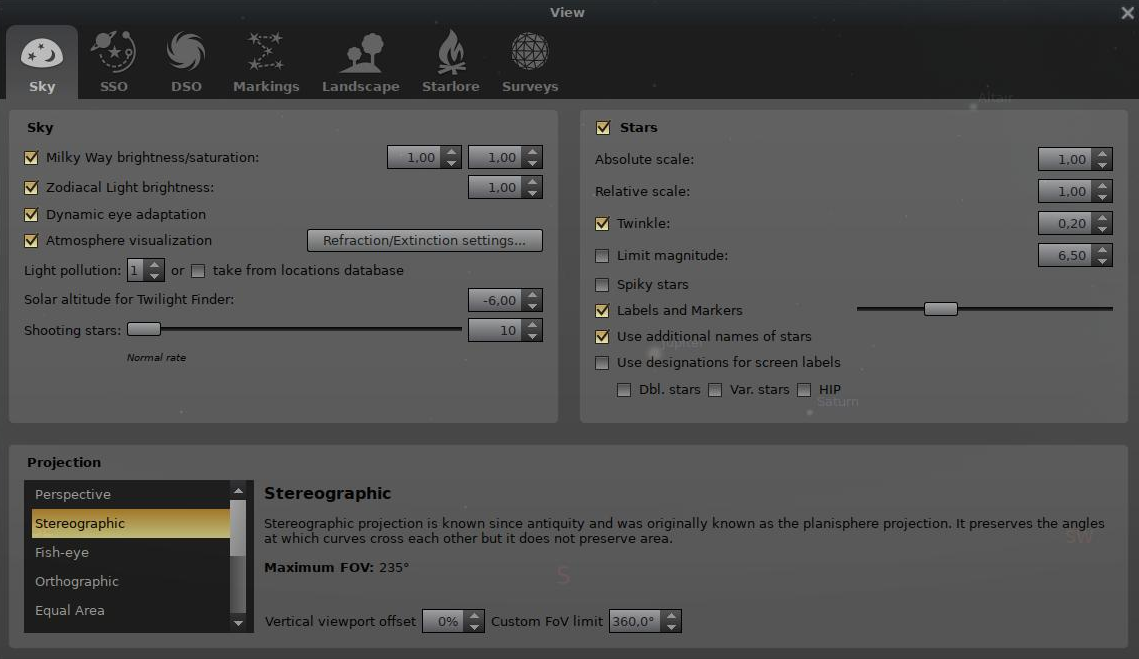 View
Sky SSO DSO Markings Landscape Starlore Surveys
Altair
Sky
Milky Way brightness/saturation: 1,00 1,00
Zodiacal Light brightness: 1,00
Dynamic eye adaptation
Atmosphere visualization Refraction/Extinction settings...
Light pollution: 1 or take from locations database
Solar altitude for Twilight Finder: -6,00
Shooting stars: 10
Normal rate
Stars
Absolute scale: 1,00
Relative scale: 1,00
Twinkle: 0,20
Limit magnitude: 6,50
Spiky stars
Labels and Markers
Use additional names of stars
Jupiter
Use designations for screen labels
Dbl. stars Var. stars HIP
Saturn
Projection
Perspective
Stereographic
Fish-eye
Orthographic
Equal Area
Stereographic
Stereographic projection is known since antiquity and was originally known as the planisphere projection. It preserves the angles
at which curves cross each other but it does not preserve area.
SW
Maximum FOV: 235°
S
Vertical viewport offset 0% Custom FoV limit 360,0°